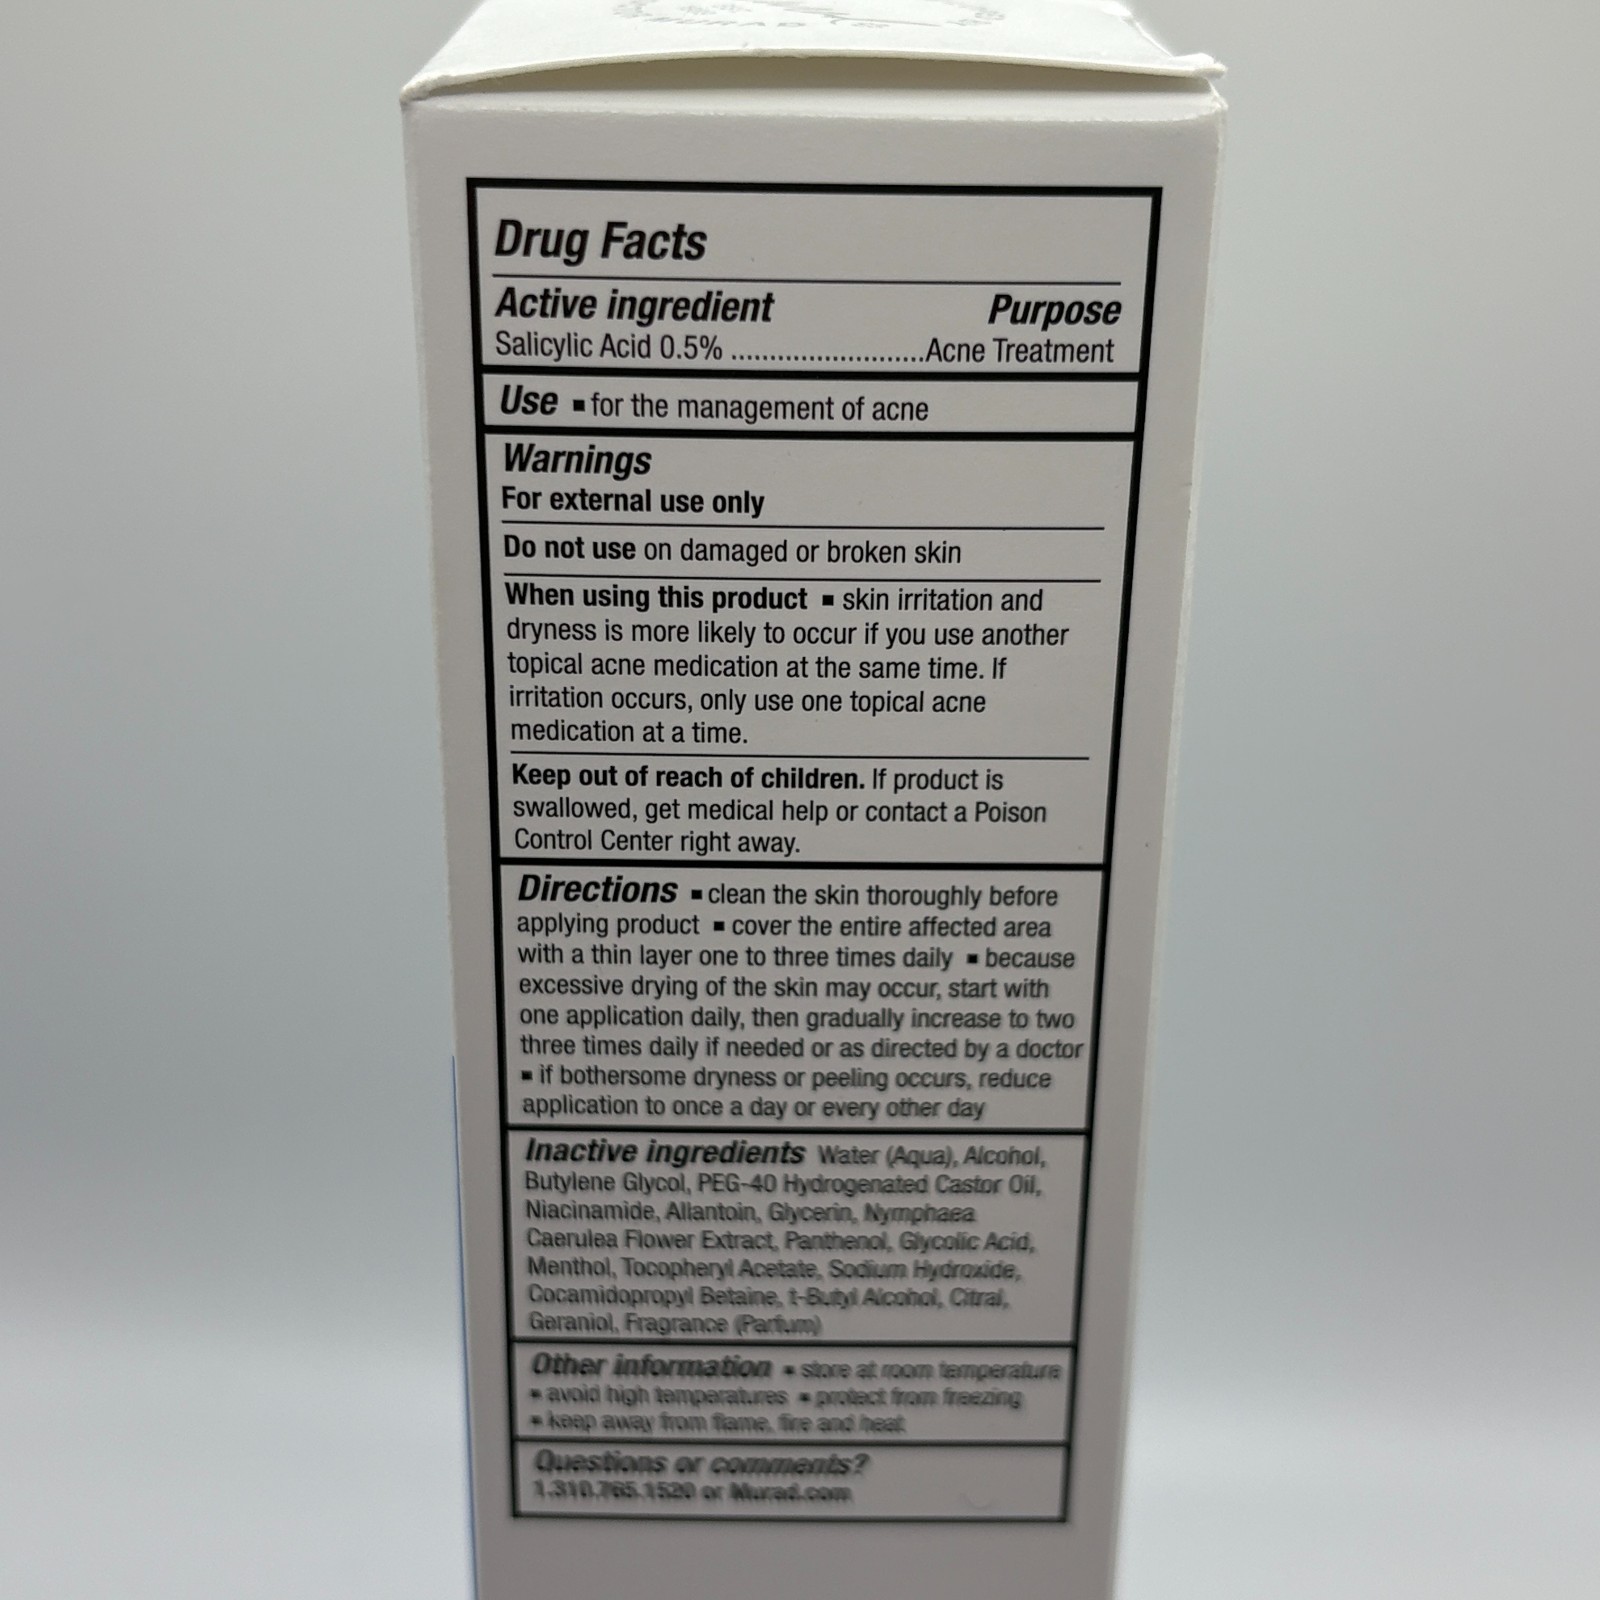 MURAD
Drug Facts
Active ingredient Purpose
Salicylic Acid 0.5% ........................Acne Treatment
Use ▪ for the management of acne
Warnings
For external use only
Do not use on damaged or broken skin
When using this product ▪ skin irritation and
dryness is more likely to occur if you use another
topical acne medication at the same time. If
irritation occurs, only use one topical acne
medication at a time.
Keep out of reach of children. If product is
swallowed, get medical help or contact a Poison
Control Center right away.
Directions ▪ clean the skin thoroughly before
applying product ▪ cover the entire affected area
with a thin layer one to three times daily ▪ because
excessive drying of the skin may occur, start with
one application daily, then gradually increase to two
three times daily if needed or as directed by a doctor
▪ if bothersome dryness or peeling occurs, reduce
application to once a day or every other day
Inactive ingredients Water (Aqua), Alcohol,
Butylene Glycol, PEG-40 Hydrogenated Castor Oil,
Niacinamide, Allantoin, Glycerin, Nymphaea
Caerulea Flower Extract, Panthenol, Glycolic Acid,
Menthol, Tocopheryl Acetate, Sodium Hydroxide,
Cocamidopropyl Betaine, t-Butyl Alcohol, Citral,
Geraniol, Fragrance (Parfum)
Other information ▪ store at room temperature
▪ avoid high temperatures ▪ protect from freezing
▪ keep away from flame, fire and heat
Questions or comments?
1.310.765.1520 or Murad.com